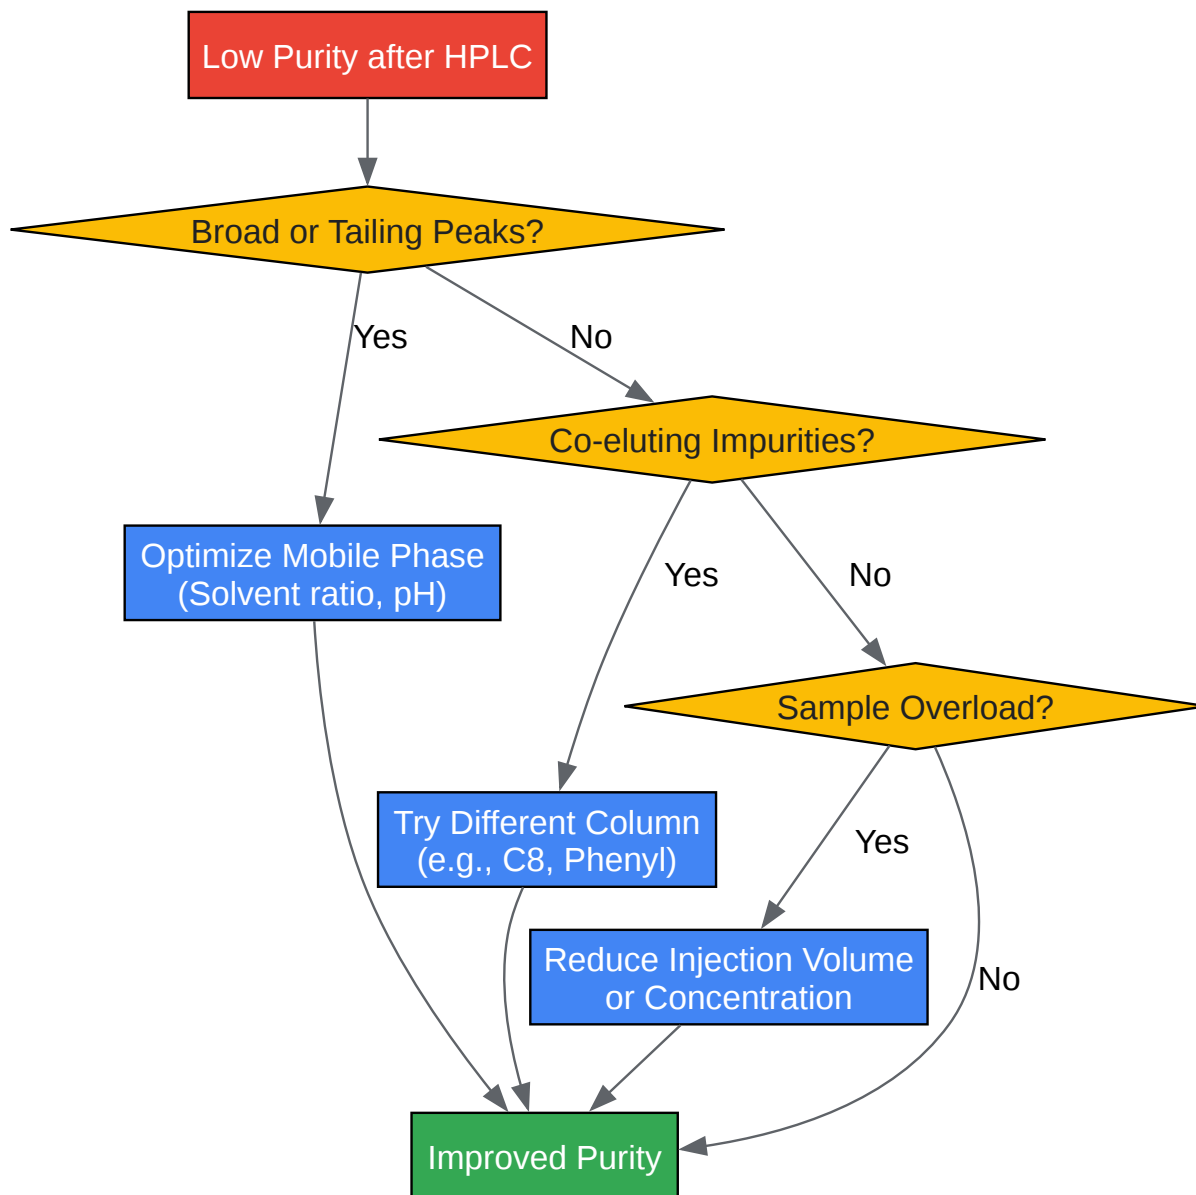 Low Purity after HPLC
Broad or Tailing Peaks?
Yes
No
Co-eluting Impurities?
Optimize Mobile Phase
(Solvent ratio, pH)
Yes
No
Sample Overload?
Try Different Column
(e.g., C8, Phenyl)
Yes
Reduce Injection Volume
or Concentration
No
Improved Purity